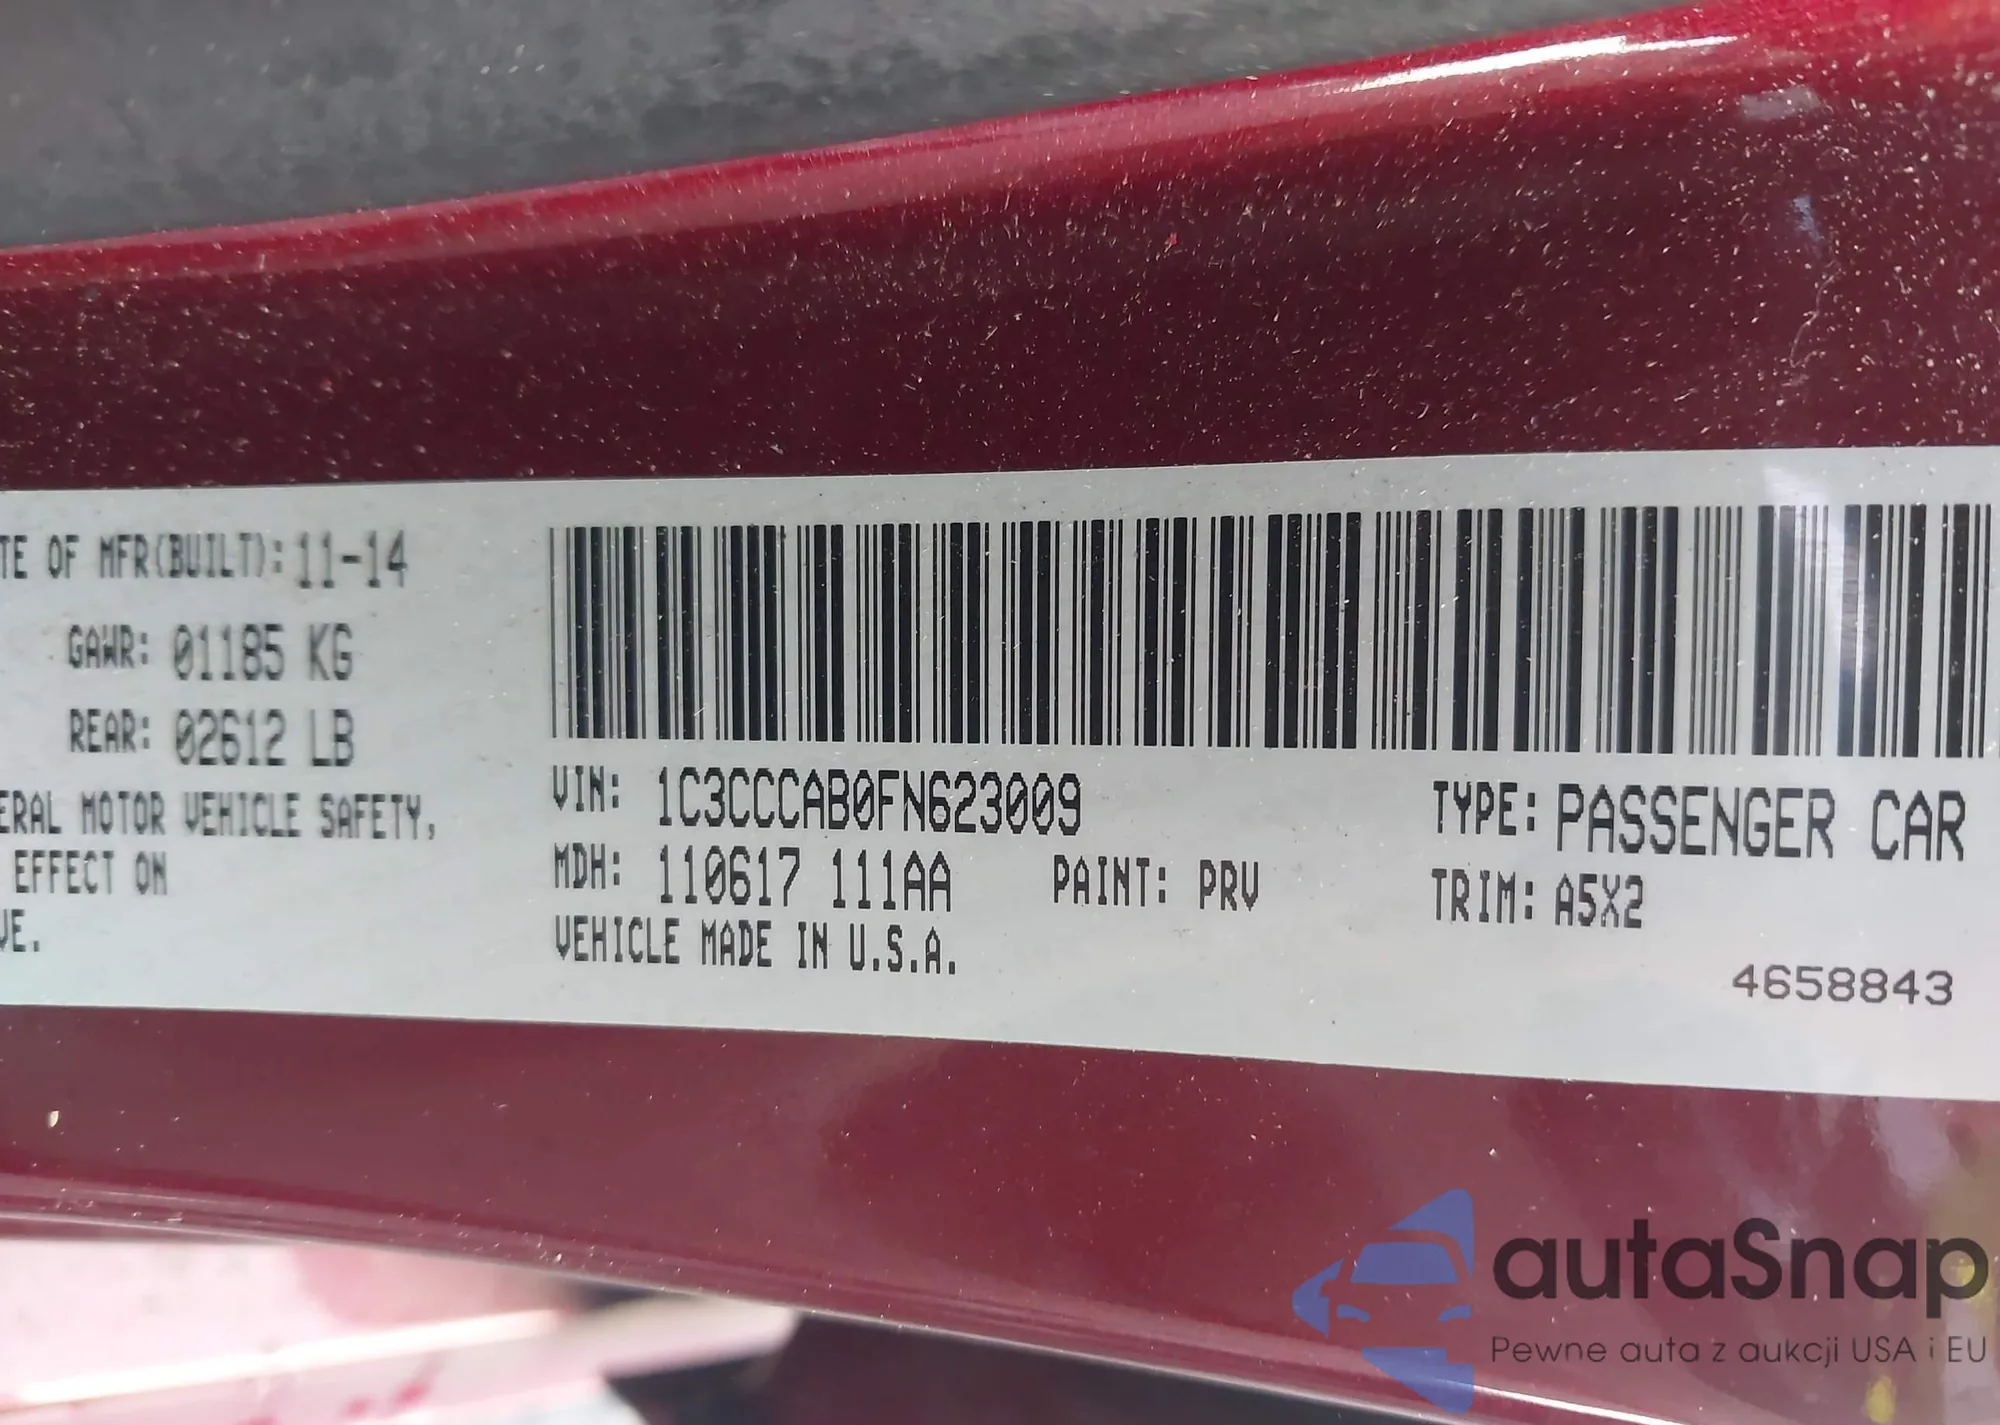 TE OF MFR(BUILT): 11-14
GAWR: 01185 KG
REAR: 02612 LB
ERAL MOTOR VEHICLE SAFETY,
EFFECT ON
VE.
VIN: 1C3CCCAB0FN623009
TYPE: PASSENGER CAR
MDH: 110617 111AA
PAINT: PRV
TRIM: A5X2
VEHICLE MADE IN U.S.A.
4658843
autaSnap
Pewne auta z aukcji USA i EU